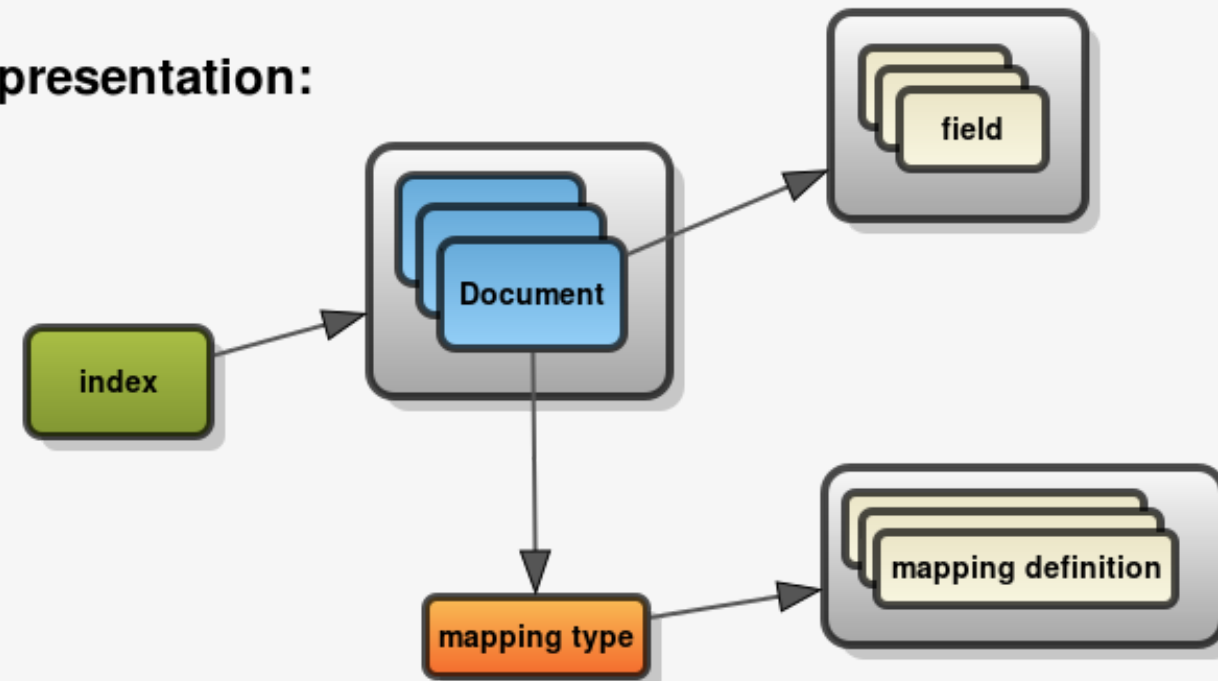 presentation:
field
Document
index
mapping definition
mapping type